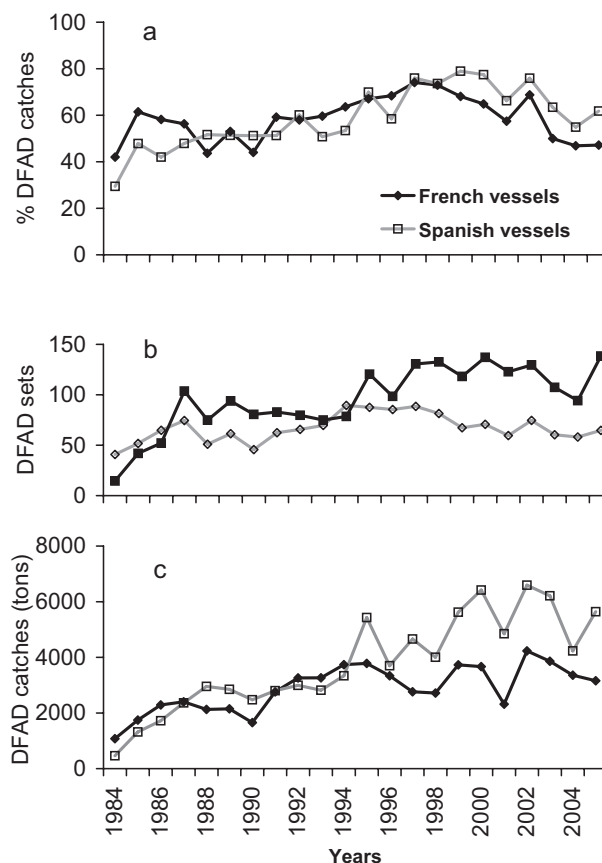 a
100
80
60
40
20
0
% DFAD catches
French vessels
Spanish vessels
b
150
100
50
0
DFAD sets
c
8000
6000
4000
2000
0
DFAD catches (tons)
1984
1986
1988
1990
1992
1994
1996
1998
2000
2002
2004
Years